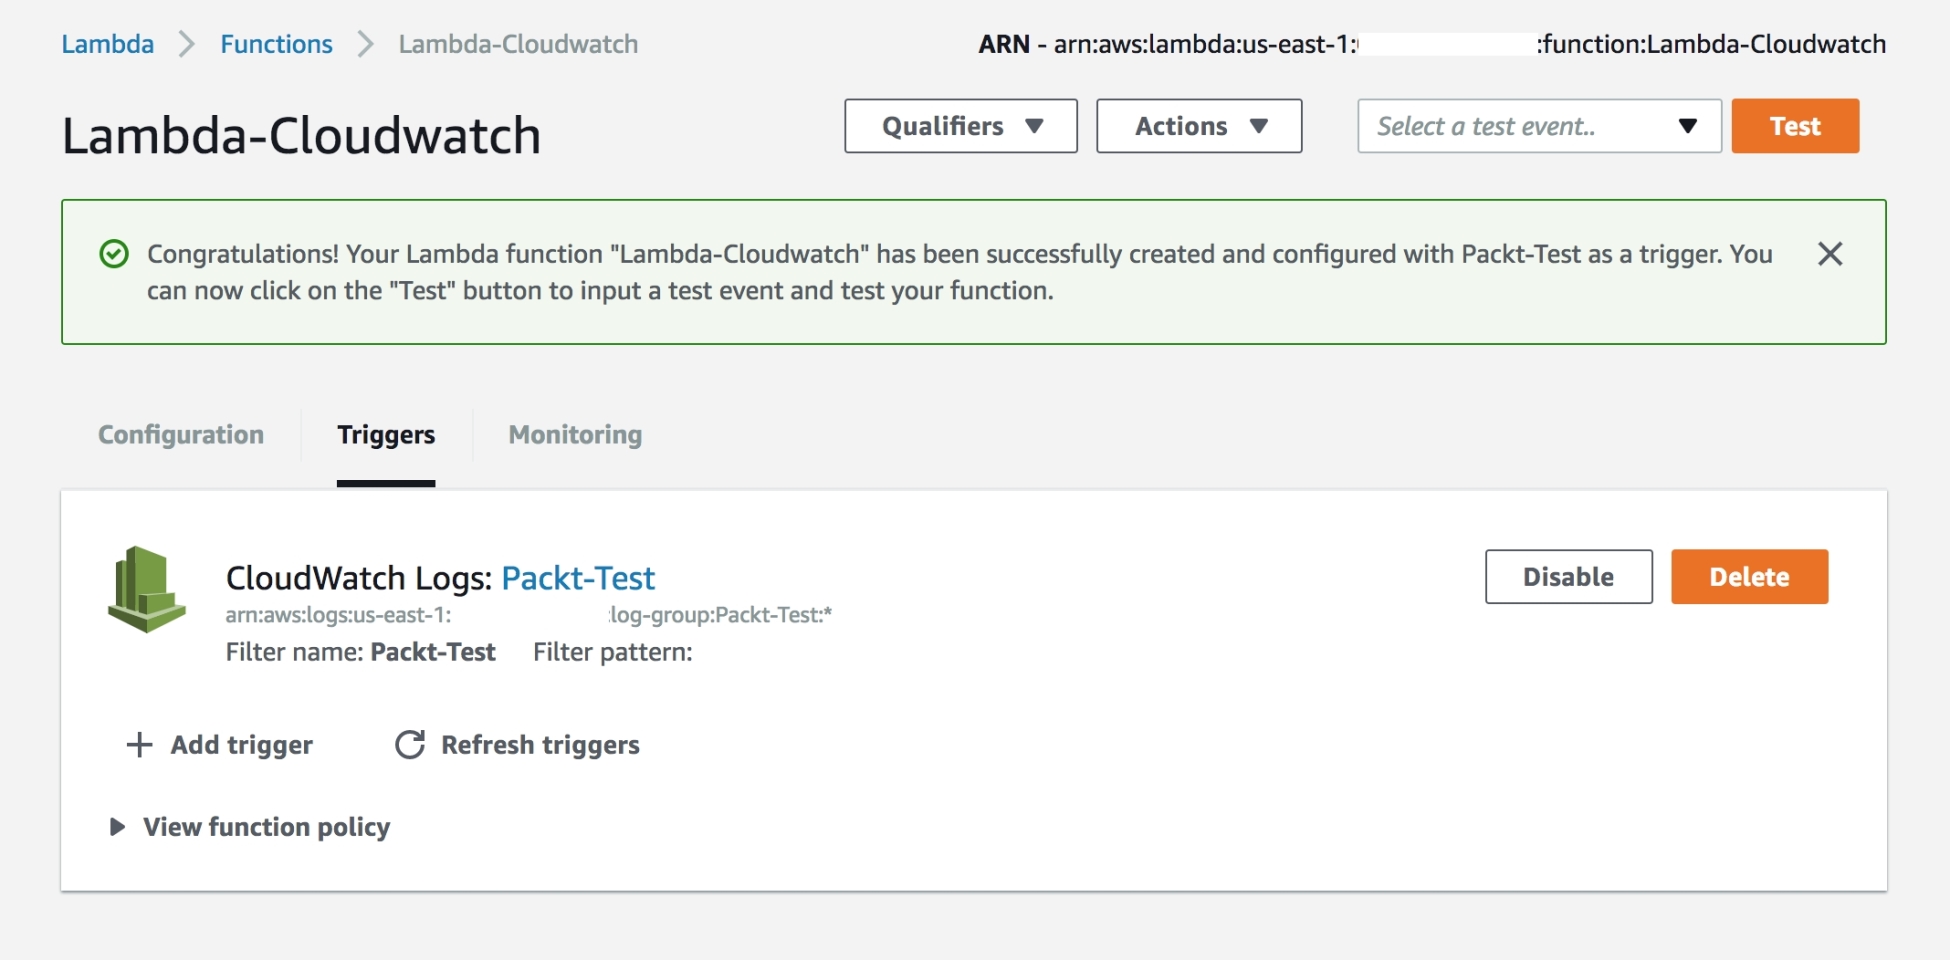 Lambda > Functions > Lambda-Cloudwatch
ARN - arn:aws:lambda:us-east-1: :function:Lambda-Cloudwatch
Lambda-Cloudwatch
Qualifiers
Actions
Select a test event..
Test
Congratulations! Your Lambda function "Lambda-Cloudwatch" has been successfully created and configured with Packt-Test as a trigger. You
can now click on the "Test" button to input a test event and test your function.
Configuration
Triggers
Monitoring
CloudWatch Logs: Packt-Test
arn:aws:logs:us-east-1: :log-group:Packt-Test:*
Filter name: Packt-Test Filter pattern:
Disable
Delete
Add trigger
Refresh triggers
View function policy